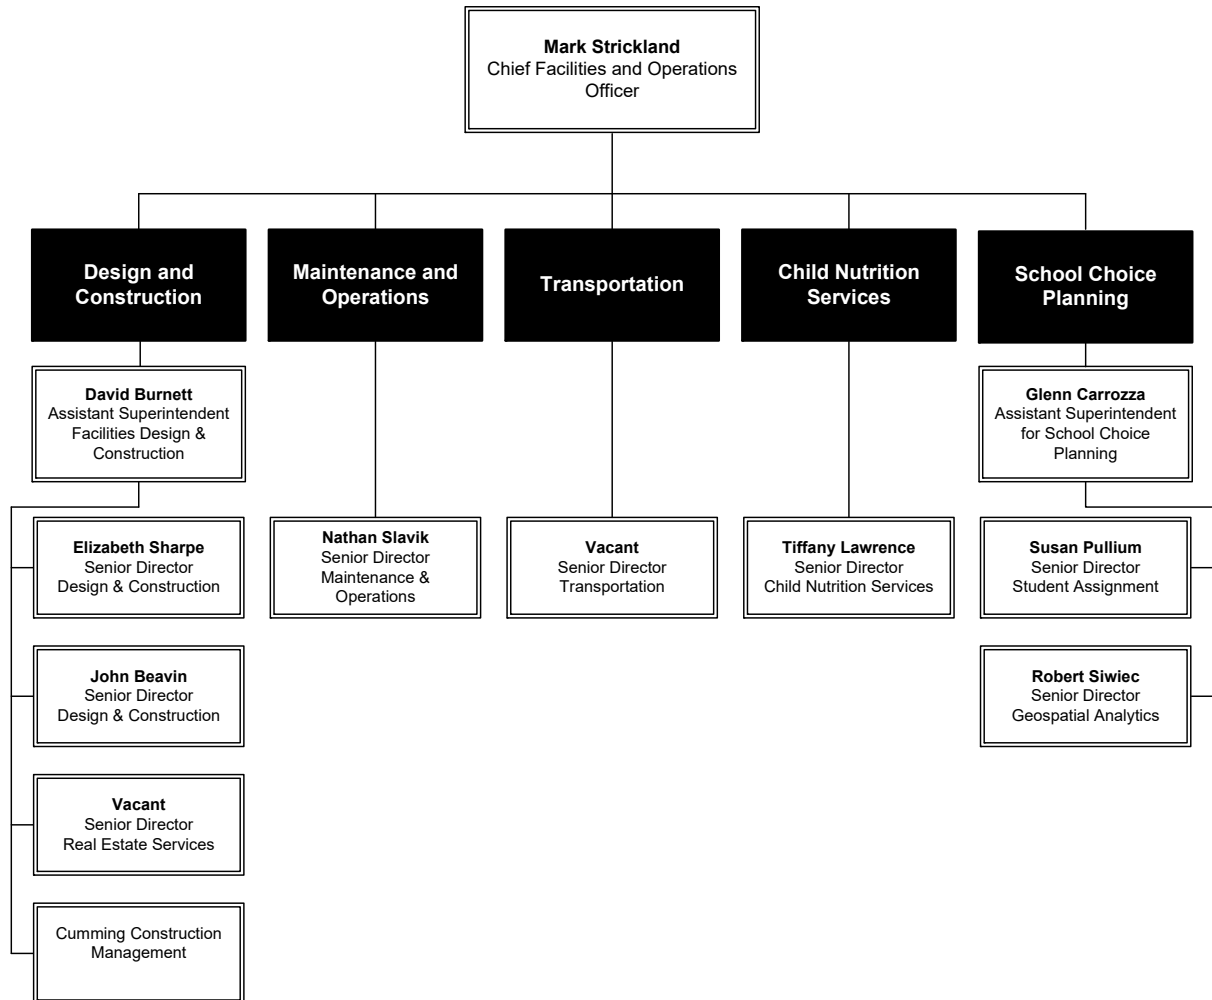 Mark Strickland
Chief Facilities and Operations
Officer
Design and
Construction
Maintenance and
Operations
Transportation
Child Nutrition
Services
School Choice
Planning
David Burnett
Assistant Superintendent
Facilities Design &
Construction
Glenn Carrozza
Assistant Superintendent
for School Choice
Planning
Elizabeth Sharpe
Senior Director
Design & Construction
Nathan Slavik
Senior Director
Maintenance &
Operations
Vacant
Senior Director
Transportation
Tiffany Lawrence
Senior Director
Child Nutrition Services
Susan Pullium
Senior Director
Student Assignment
John Beavin
Senior Director
Design & Construction
Robert Siwiec
Senior Director
Geospatial Analytics
Vacant
Senior Director
Real Estate Services
Cumming Construction
Management